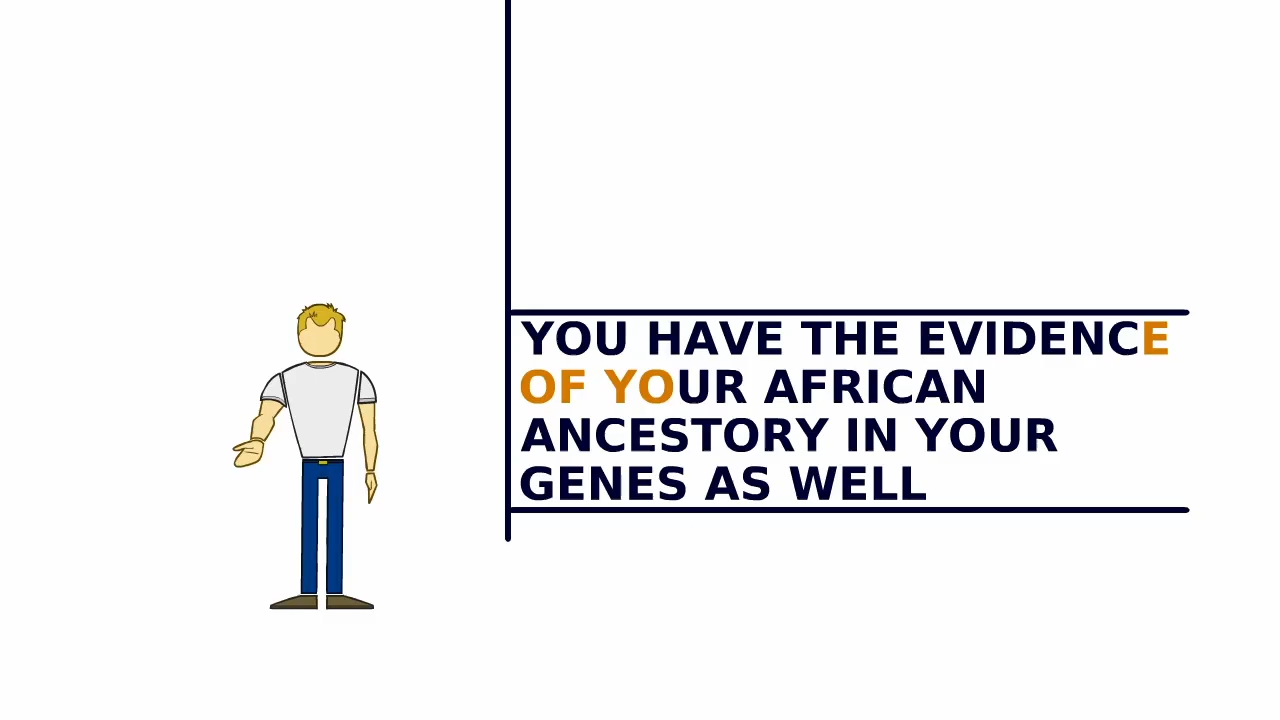 YOU HAVE THE EVIDENCE
OF YOUR AFRICAN
ANCESTORY IN YOUR
GENES AS WELL